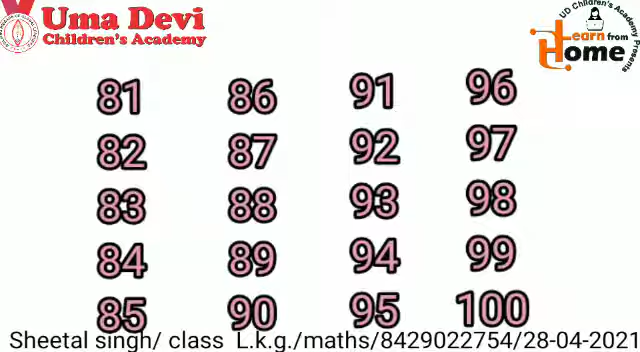 Uma Devi
Children's Academy
UD Children's Academy Presents
Learn from
Home
81 86 91 96
82 87 92 97
83 88 93 98
84 89 94 99
85 90 95 100
Sheetal singh/ class L.k.g./maths/8429022754/28-04-2021